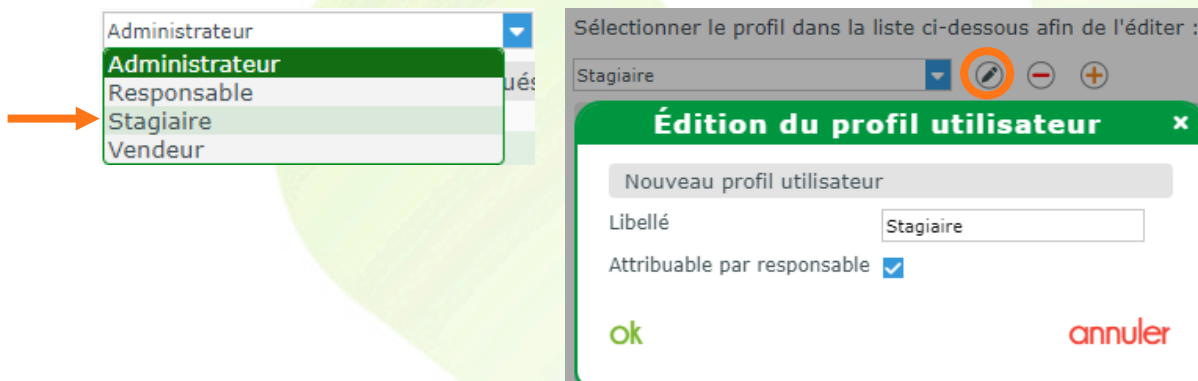 Administrateur
Administrateur
Responsable
Stagiaire
Vendeur
Sélectionner le profil dans la liste ci-dessous afin de l'éditer :
Stagiaire
Édition du profil utilisateur x
Nouveau profil utilisateur
Libellé Stagiaire
Attribuable par responsable
ok annuler